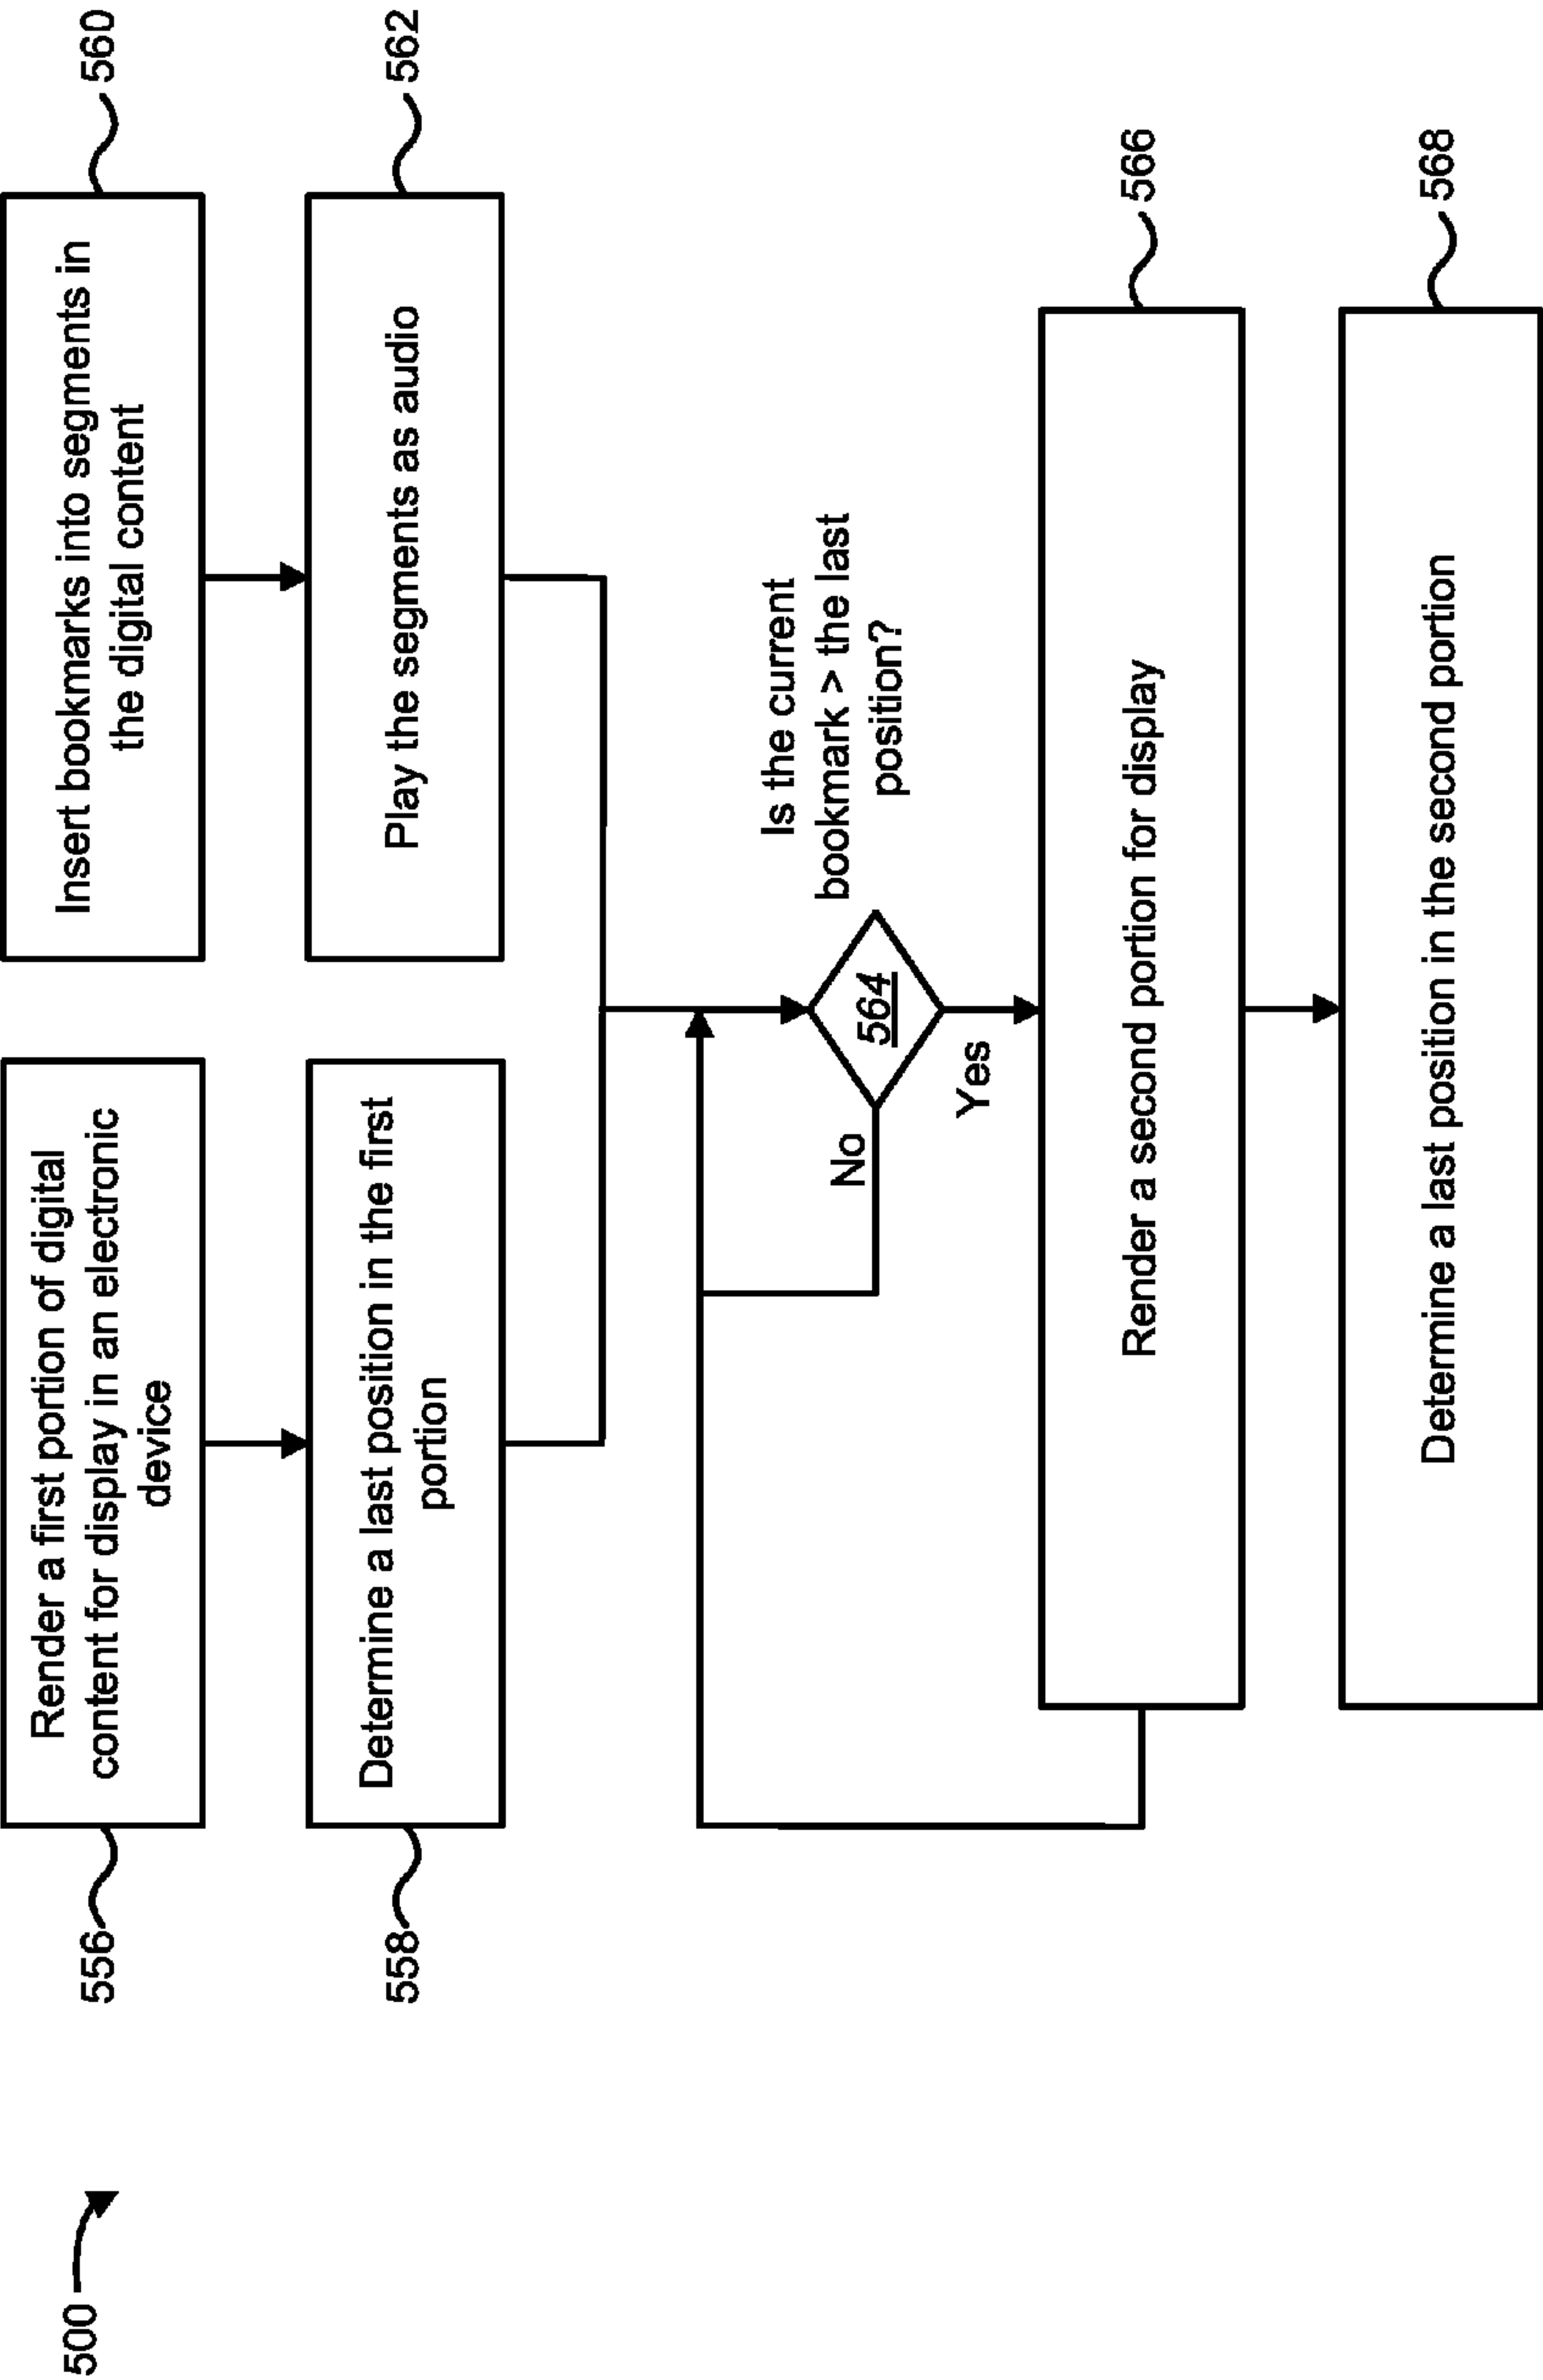 500
556
Render a first portion of digital
content for display in an electronic
device
Insert bookmarks into segments in
the digital content
560
558
Determine a last position in the first
portion
Play the segments as audio
562
Is the current
bookmark > the last
position?
564
No
Yes
Render a second portion for display
566
Determine a last position in the second portion
568